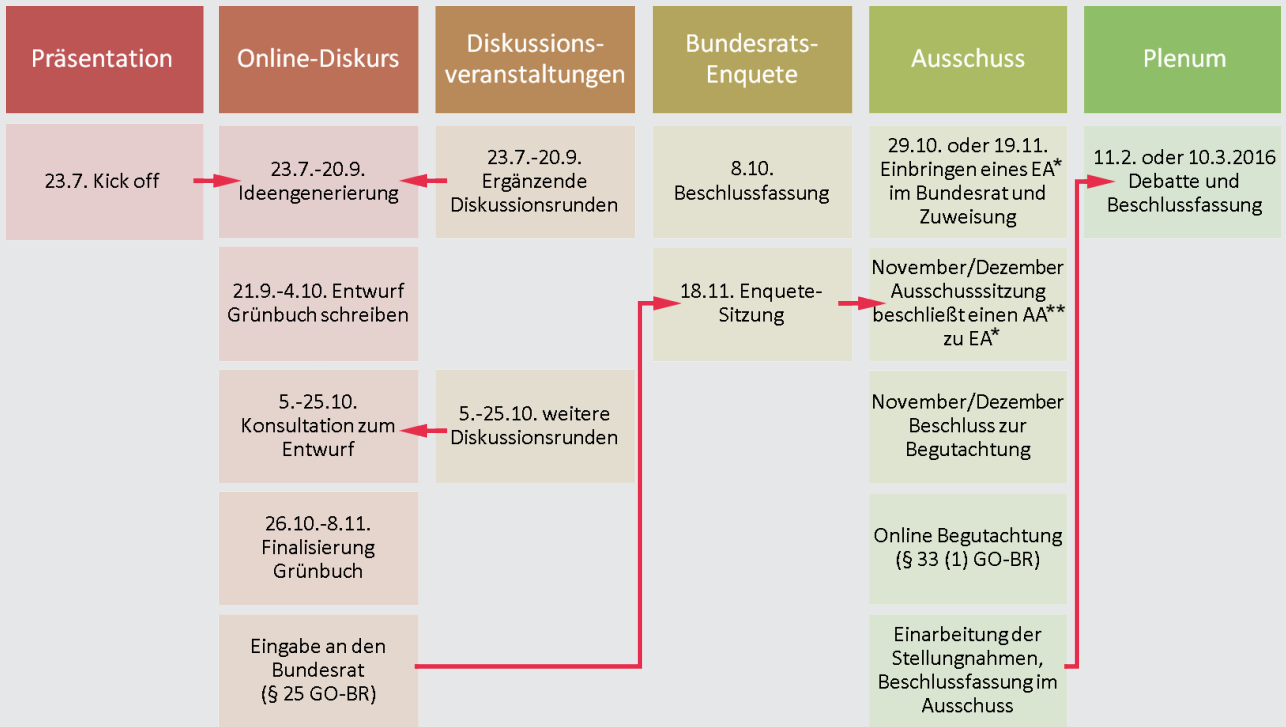 Präsentation
Online-Diskurs
Diskussions-
veranstaltungen
Bundesrats-
Enquete
Ausschuss
Plenum
23.7. Kick off
23.7.-20.9.
Ideengenerierung
21.9.-4.10. Entwurf
Grünbuch schreiben
5.-25.10.
Konsultation zum
Entwurf
26.10.-8.11.
Finalisierung
Grünbuch
Eingabe an den
Bundesrat
(§ 25 GO-BR)
23.7.-20.9.
Ergänzende
Diskussionsrunden
5.-25.10. weitere
Diskussionsrunden
8.10.
Beschlussfassung
18.11. Enquete-
Sitzung
29.10. oder 19.11.
Einbringen eines EA*
im Bundesrat und
Zuweisung
November/Dezember
Ausschusssitzung
beschließt einen AA**
zu EA*
November/Dezember
Beschluss zur
Begutachtung
Online Begutachtung
(§ 33 (1) GO-BR)
Einarbeitung der
Stellungnahmen,
Beschlussfassung im
Ausschuss
11.2. oder 10.3.2016
Debatte und
Beschlussfassung